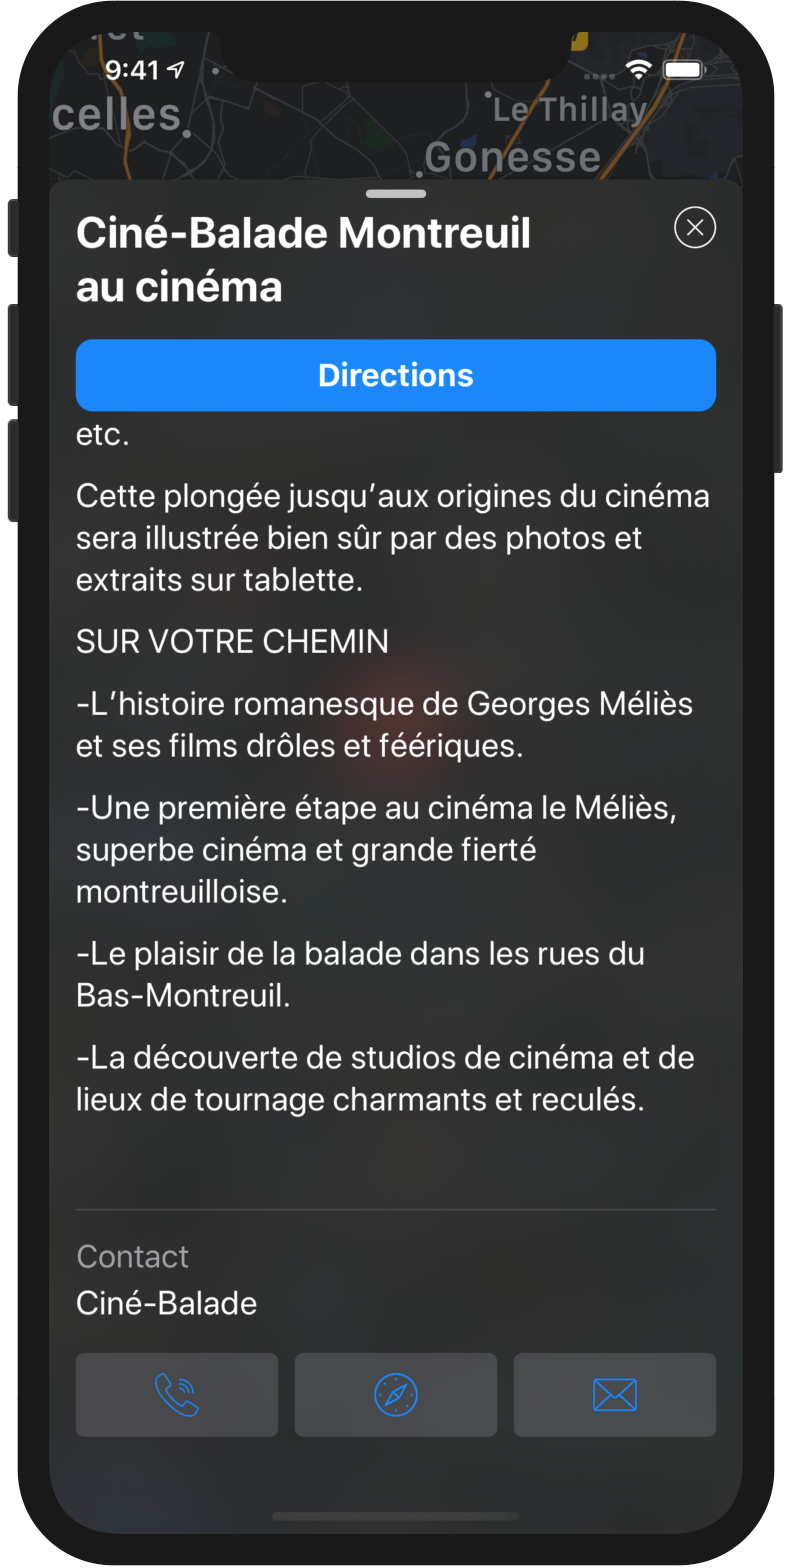 9:41
celles
Le Thillay
Gonesse
Ciné-Balade Montreuil
au cinéma
Directions
etc.
Cette plongée jusqu’aux origines du cinéma
sera illustrée bien sûr par des photos et
extraits sur tablette.
SUR VOTRE CHEMIN
-L’histoire romanesque de Georges Méliès
et ses films drôles et féériques.
-Une première étape au cinéma le Méliès,
superbe cinéma et grande fierté
montreuilloise.
-Le plaisir de la balade dans les rues du
Bas-Montreuil.
-La découverte de studios de cinéma et de
lieux de tournage charmants et reculés.
Contact
Ciné-Balade